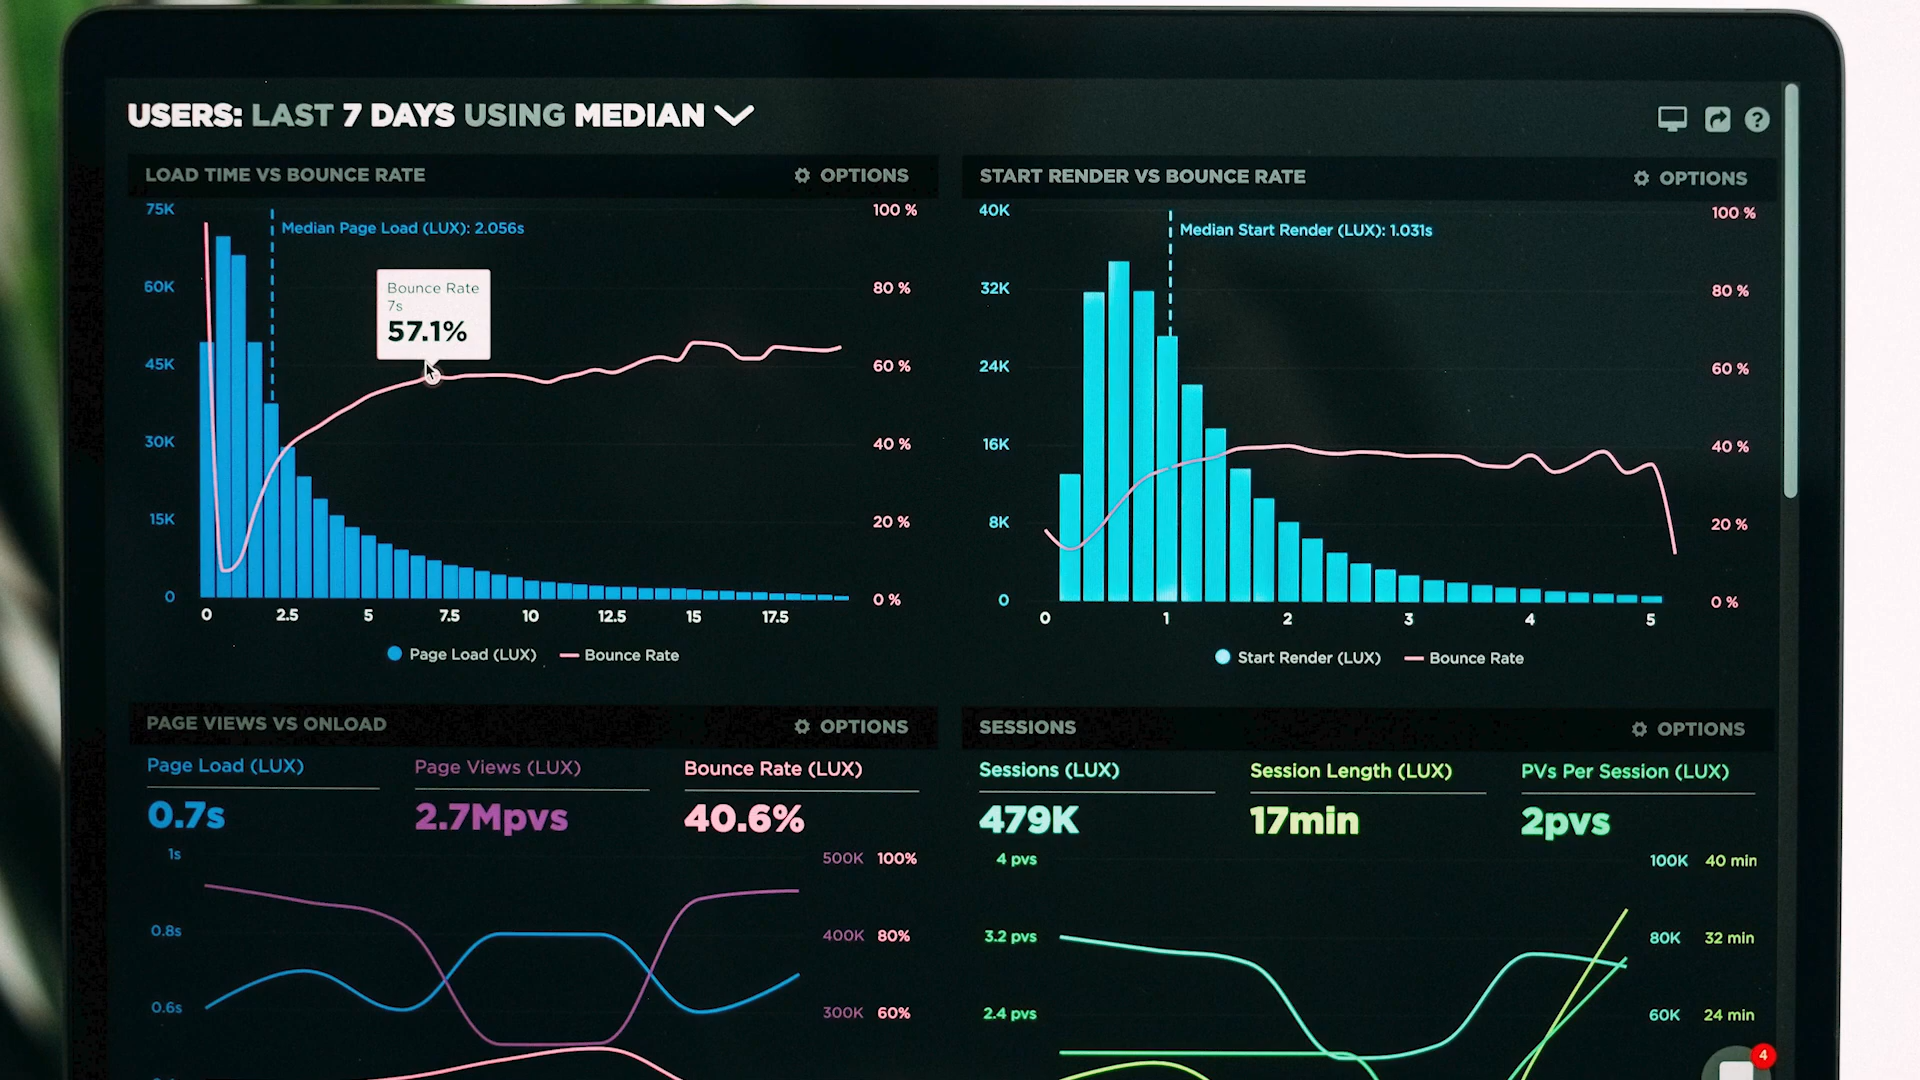 USERS: LAST 7 DAYS USING MEDIAN
LOAD TIME VS BOUNCE RATE
OPTIONS
75K
60K
45K
30K
15K
0
Median Page Load (LUX): 2.056s
Bounce Rate
7s
57.1%
100 %
80 %
60 %
40 %
20 %
0 %
0 2.5 5 7.5 10 12.5 15 17.5
Page Load (LUX) Bounce Rate
START RENDER VS BOUNCE RATE
OPTIONS
40K
32K
24K
16K
8K
0
Median Start Render (LUX): 1.031s
100 %
80 %
60 %
40 %
20 %
0 %
0 1 2 3 4 5
Start Render (LUX) Bounce Rate
PAGE VIEWS VS ONLOAD
OPTIONS
Page Load (LUX) Page Views (LUX) Bounce Rate (LUX)
0.7s 2.7Mpvs 40.6%
1s 500K 100%
0.8s 400K 80%
0.6s 300K 60%
SESSIONS
OPTIONS
Sessions (LUX) Session Length (LUX) PVs Per Session (LUX)
479K 17min 2pvs
4 pvs 100K 40 min
3.2 pvs 80K 32 min
2.4 pvs 60K 24 min
4